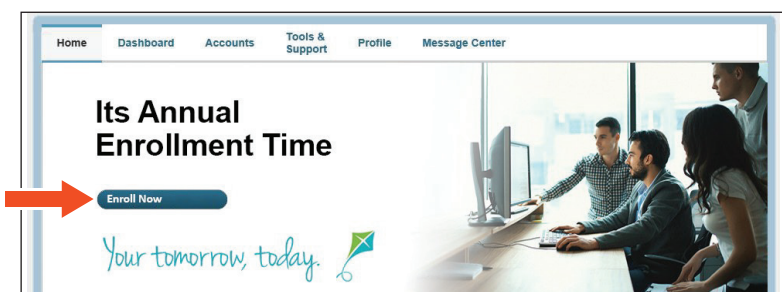 Home Dashboard Accounts Tools & Support Profile Message Center
Its Annual
Enrollment Time
Enroll Now
Your tomorrow, today.